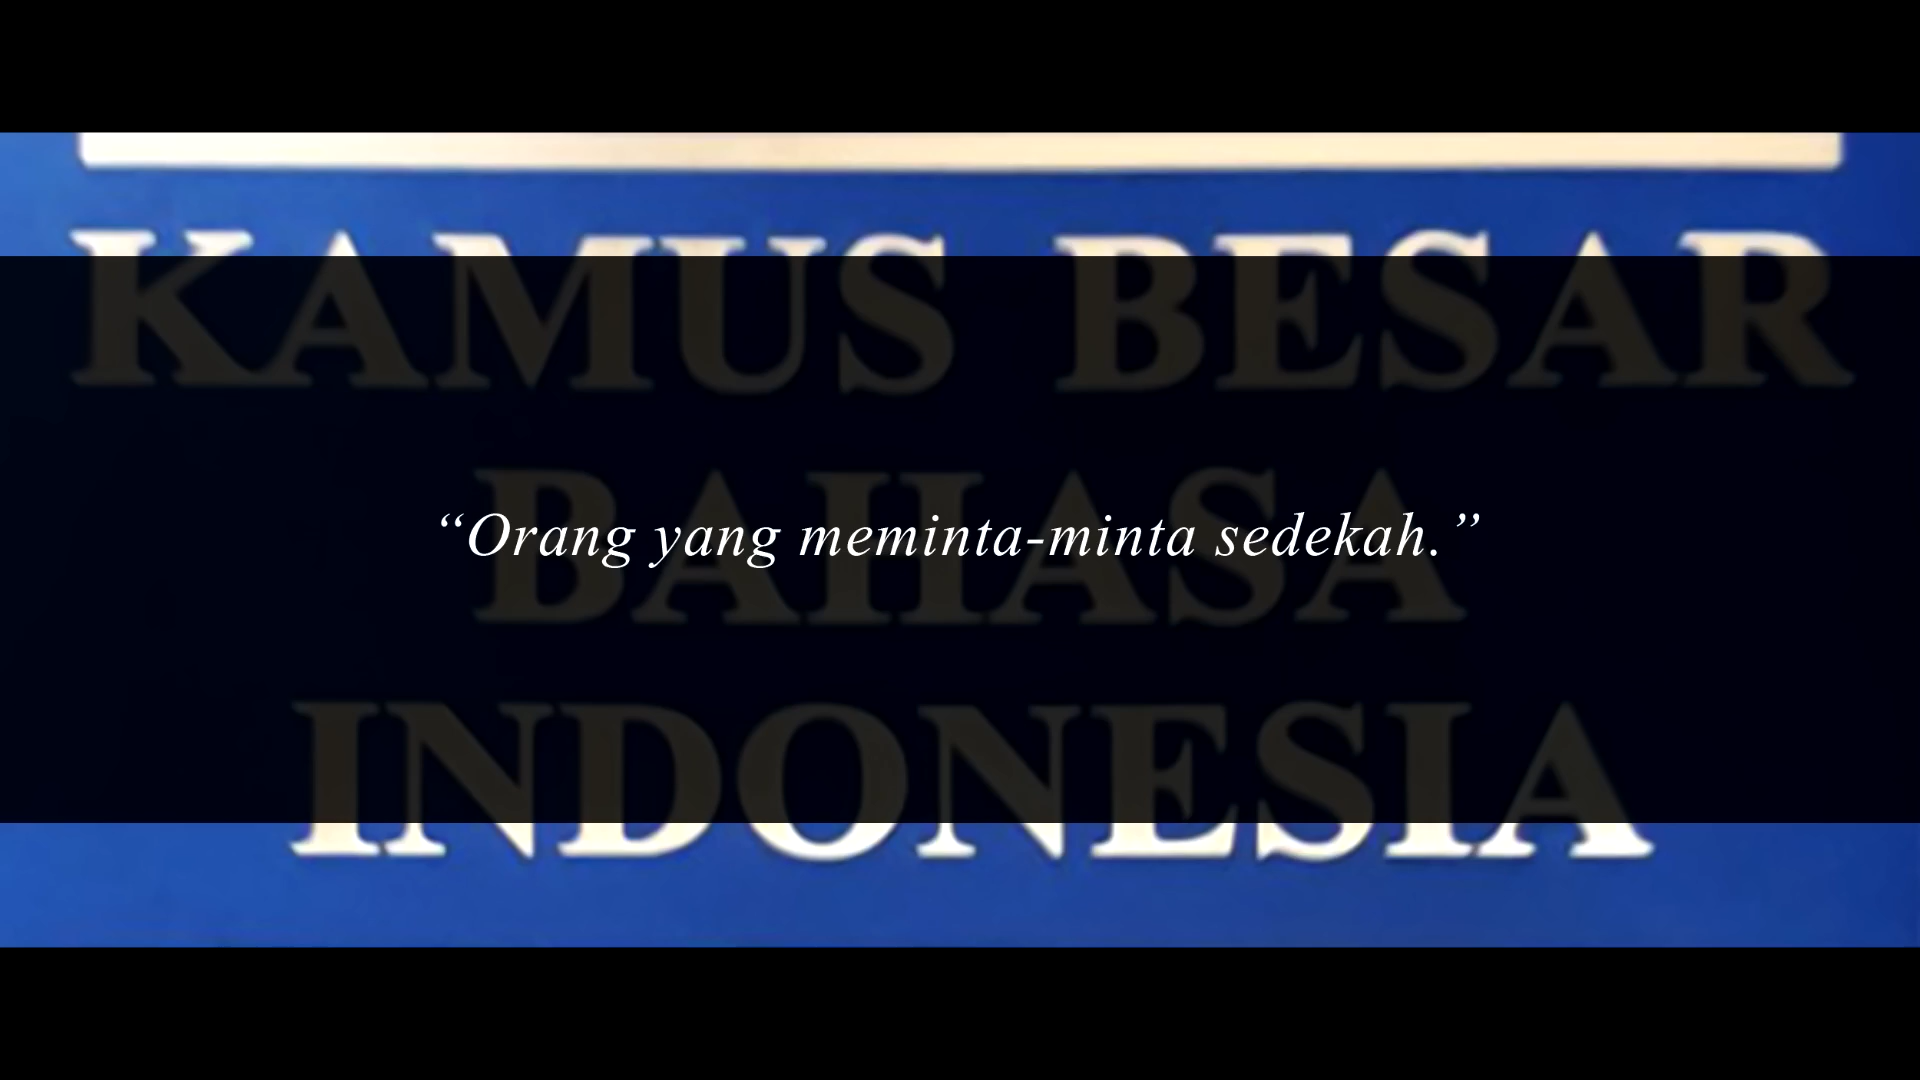 KAMUS BESAR
BAHASA
“Orang yang meminta-minta sedekah.”
INDONESIA